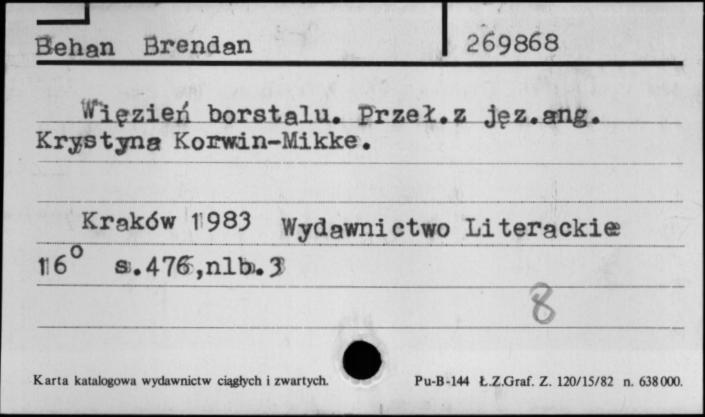 Behan Brendan 269868
Więzień borstalu. Przeł.z jęz.ang.
Krystyna Korwin-Mikke.
Kraków 1983 Wydawnictwo Literackie
16° s.476,nlb.3
8
Karta katalogowa wydawnictw ciągłych i zwartych. Pu-B-144 Ł.Z.Graf. Z. 120/15/82 n. 638000.